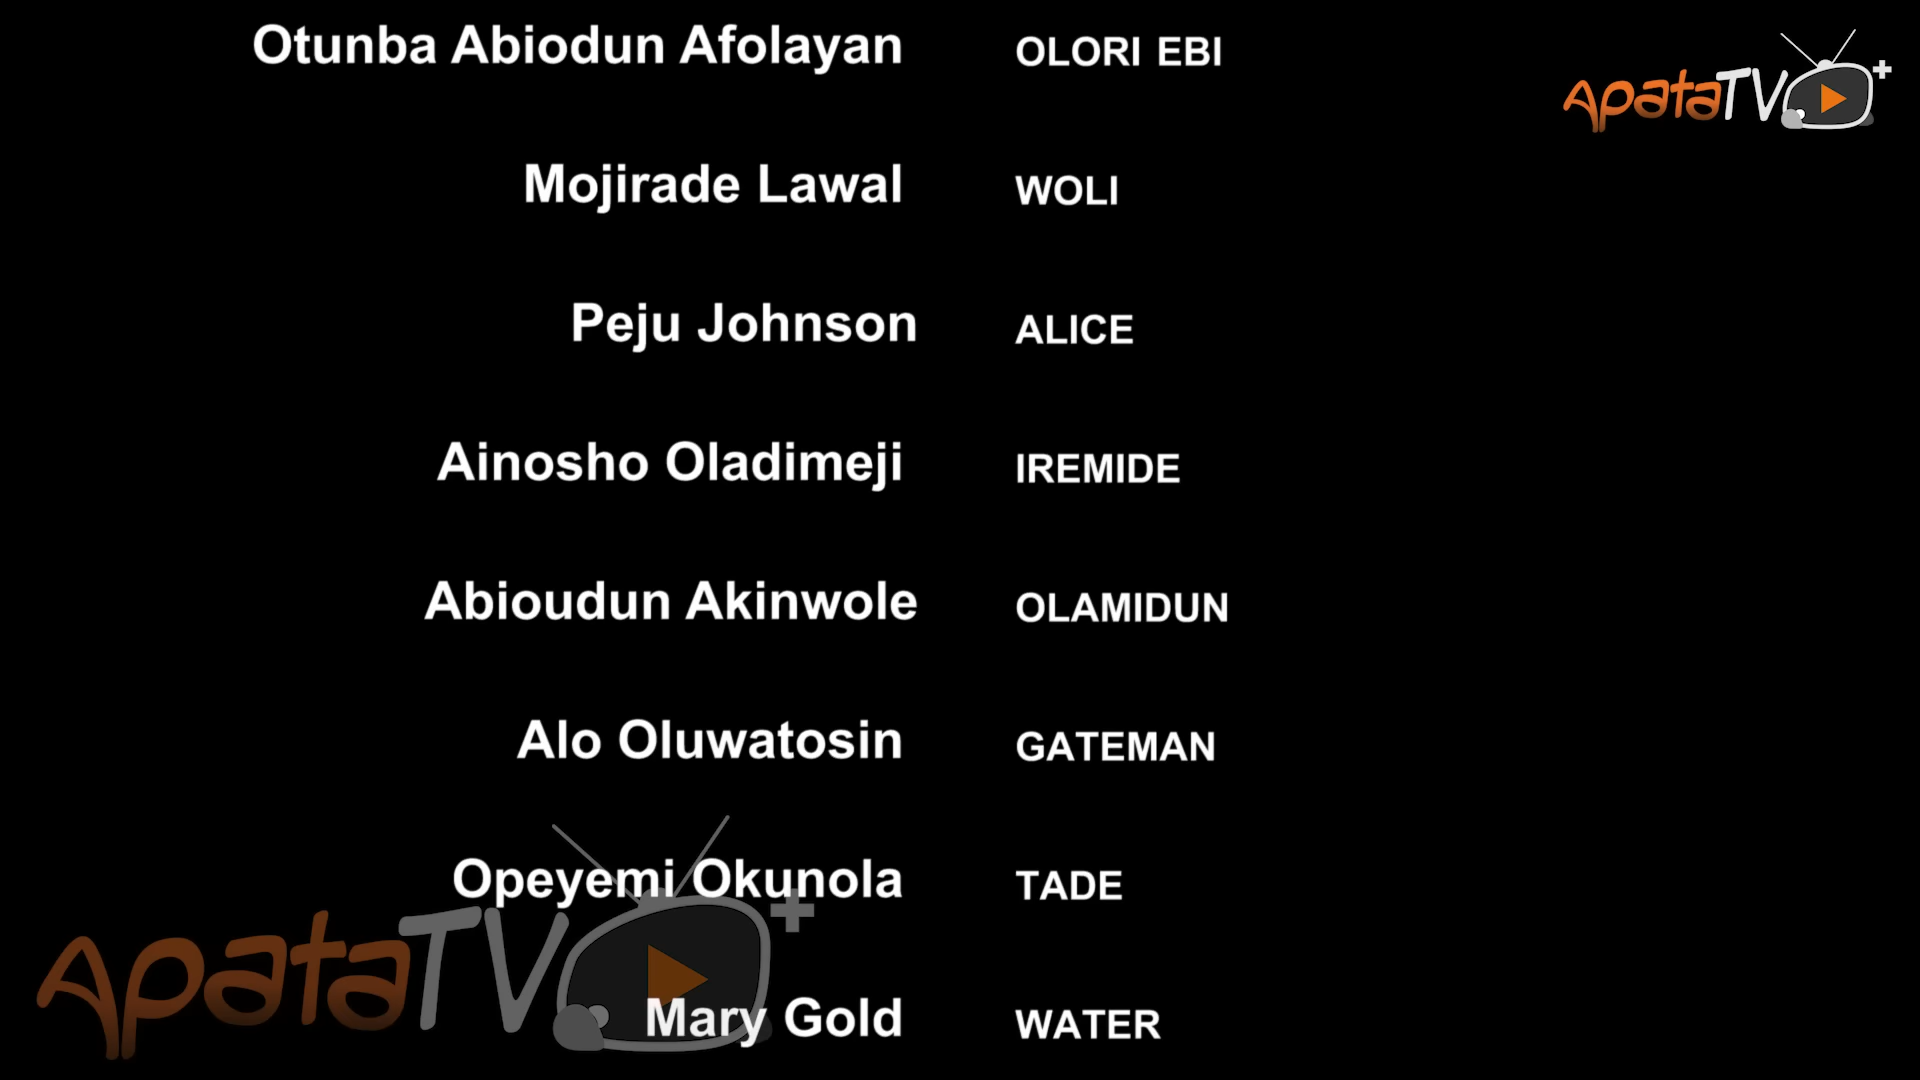 Otunba Abiodun Afolayan OLORI EBI
ApataTV+
Mojirade Lawal WOLI
Peju Johnson ALICE
Ainosho Oladimeji IREMIDE
Abioudun Akinwole OLAMIDUN
Alo Oluwatosin GATEMAN
Opeyemi Okunola TADE
ApataTV+
Mary Gold WATER